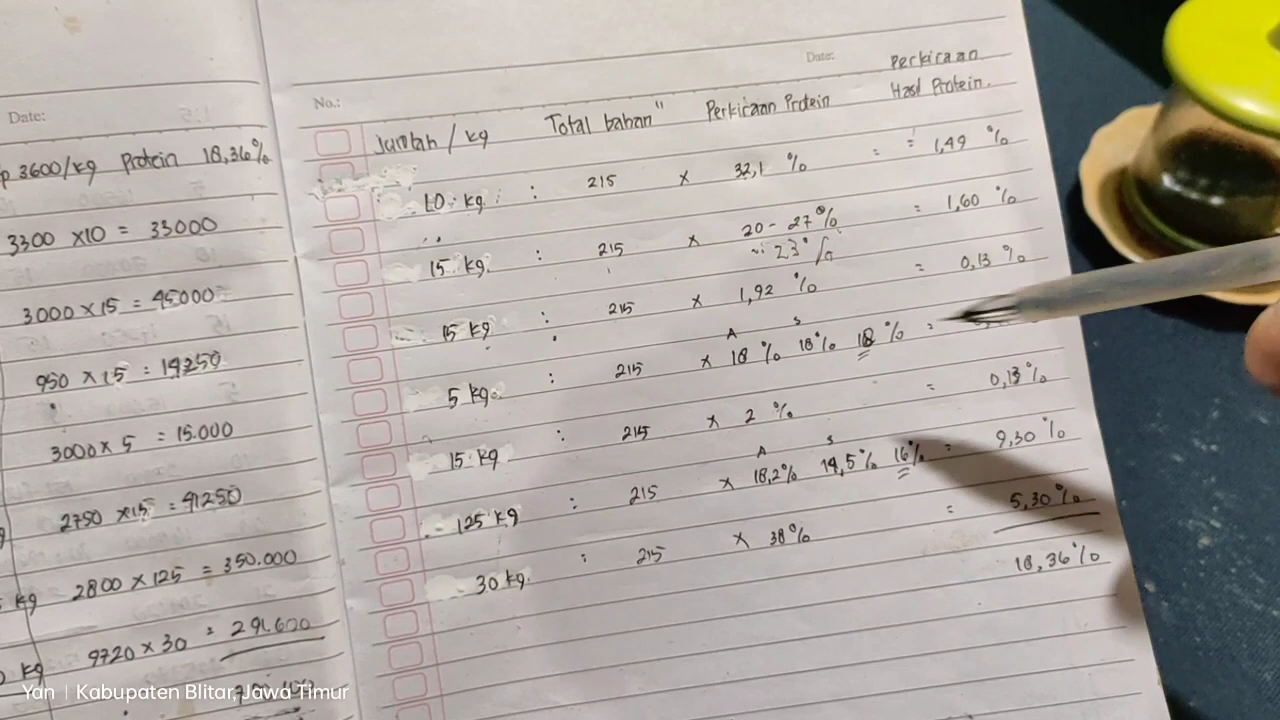 Date:
3600/kg Protein 18,36%
3300 x10 = 33000
3000 x 15 = 45000
950 x 15 = 14250
3000 x 5 = 15.000
2750 x 15 = 41250
kg 2800 x 125 = 350.000
kg 9720 x 30 = 291.600
No.: Date:
Jumlah / kg Total bahan" Perkiraan Protein Perkiraan Hasil Protein.
10 kg : 215 x 32,1 % = = 1,49 %
15 kg : 215 x 20 - 27% = 1,60 %
23%
15 kg : 215 x 1,92 % = 0,13 %
A S
5 kg : 215 x 18 % 18% 18 % =
15 kg : 215 x 2 % = 0,13%
A S
125 kg : 215 x 18,2% 14,5% 16% = 9,30%
30 kg : 215 x 38% = 5,30%
18,36%
Yan | Kabupaten Blitar, Jawa Timur